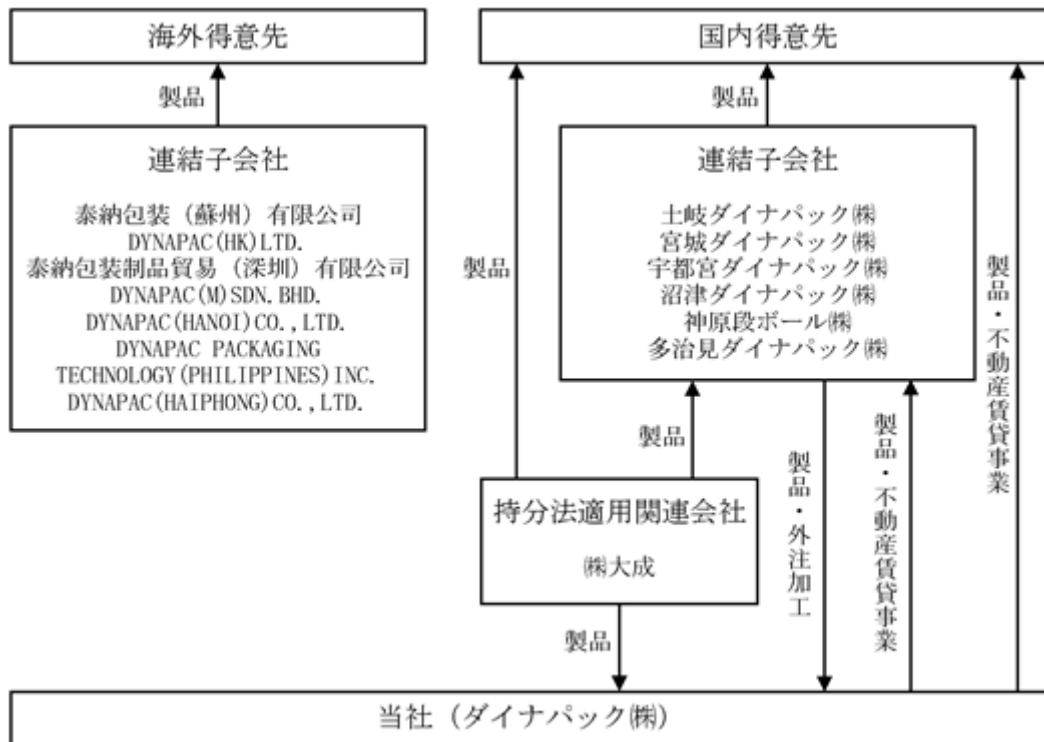 海外得意先
製品
連結子会社
泰納包装（蘇州）有限公司
DYNAPAC(HK)LTD.
泰納包装制品貿易（深圳）有限公司
DYNAPAC(M)SDN.BHD.
DYNAPAC(HANOI)CO.,LTD.
DYNAPAC PACKAGING
TECHNOLOGY(PHILIPPINES)INC.
DYNAPAC(HAIPHONG)CO.,LTD.
国内得意先
製品
製品
連結子会社
土岐ダイナパック㈱
宮城ダイナパック㈱
宇都宮ダイナパック㈱
沼津ダイナパック㈱
神原段ボール㈱
多治見ダイナパック㈱
製品・不動産賃貸事業
製品
持分法適用関連会社
㈱大成
製品
製品・外注加工
製品・不動産賃貸事業
当社（ダイナパック㈱）